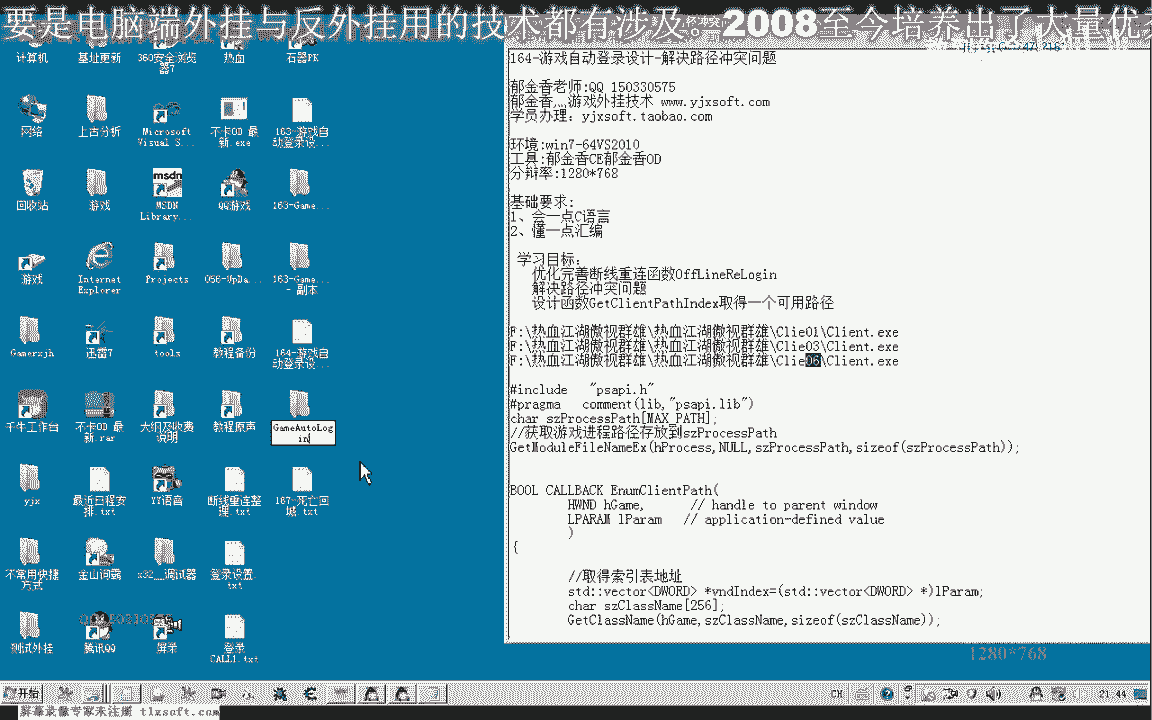 要是电脑端外挂与反外挂用的技术都有涉及。2008至今培养出了大量优秀
计算机
基址更新
360安全浏览器7
热血
石器PK
网络
上古分析
Microsoft Visual S...
不卡OD 最新.exe
163-游戏自动登录设...
回收站
游戏
MSDN Library...
QQ游戏
163-Game...
游戏
Internet Explorer
Projects
056-UpDa...
163-Game... - 副本
Gamerxjh
迅雷7
tools
教程备份
164-游戏自动登录设...
千牛工作台
不卡OD 最新.rar
大纲及收费说明
教程原声
GameAutoLogin
yjx
最近日程安排.txt
YY语音
断线重连整理.txt
167-死亡回城.txt
不常用快捷方式
金山词霸
x32__调试器
登录设置.txt
测试外挂
腾讯QQ
屏录
登录CALL1.txt
164-游戏自动登录设计-解决路径冲突问题
郁金香老师:QQ 150330575
郁金香灬游戏外挂技术 www.yjxsoft.com
学员办理：yjxsoft.taobao.com
环境:win7-64VS2010
工具:郁金香CE郁金香OD
分辩率:1280*768
基础要求:
1、会一点C语言
2、懂一点汇编
学习目标：
优化完善断线重连函数OffLineReLogin
解决路径冲突问题
设计函数GetClientPathIndex取得一个可用路径
F:\热血江湖傲视群雄\热血江湖傲视群雄\Clie01\Client.exe
F:\热血江湖傲视群雄\热血江湖傲视群雄\Clie03\Client.exe
F:\热血江湖傲视群雄\热血江湖傲视群雄\Clie06\Client.exe
#include "psapi.h"
#pragma comment(lib,"psapi.lib")
char szProcessPath[MAX_PATH];
//获取游戏进程路径存放到szProcessPath
GetModuleFileNameEx(hProcess,NULL,szProcessPath,sizeof(szProcessPath));
BOOL CALLBACK EnumClientPath(
HWND hGame, // handle to parent window
LPARAM lParam // application-defined value
)
{
//取得索引表地址
std::vector<DWORD> *vndIndex=(std::vector<DWORD> *)lParam;
char szClassName[256];
GetClassName(hGame,szClassName,sizeof(szClassName));
1280*768
开始
CH
21:44
屏幕录像专家未注册 tlxsoft.com